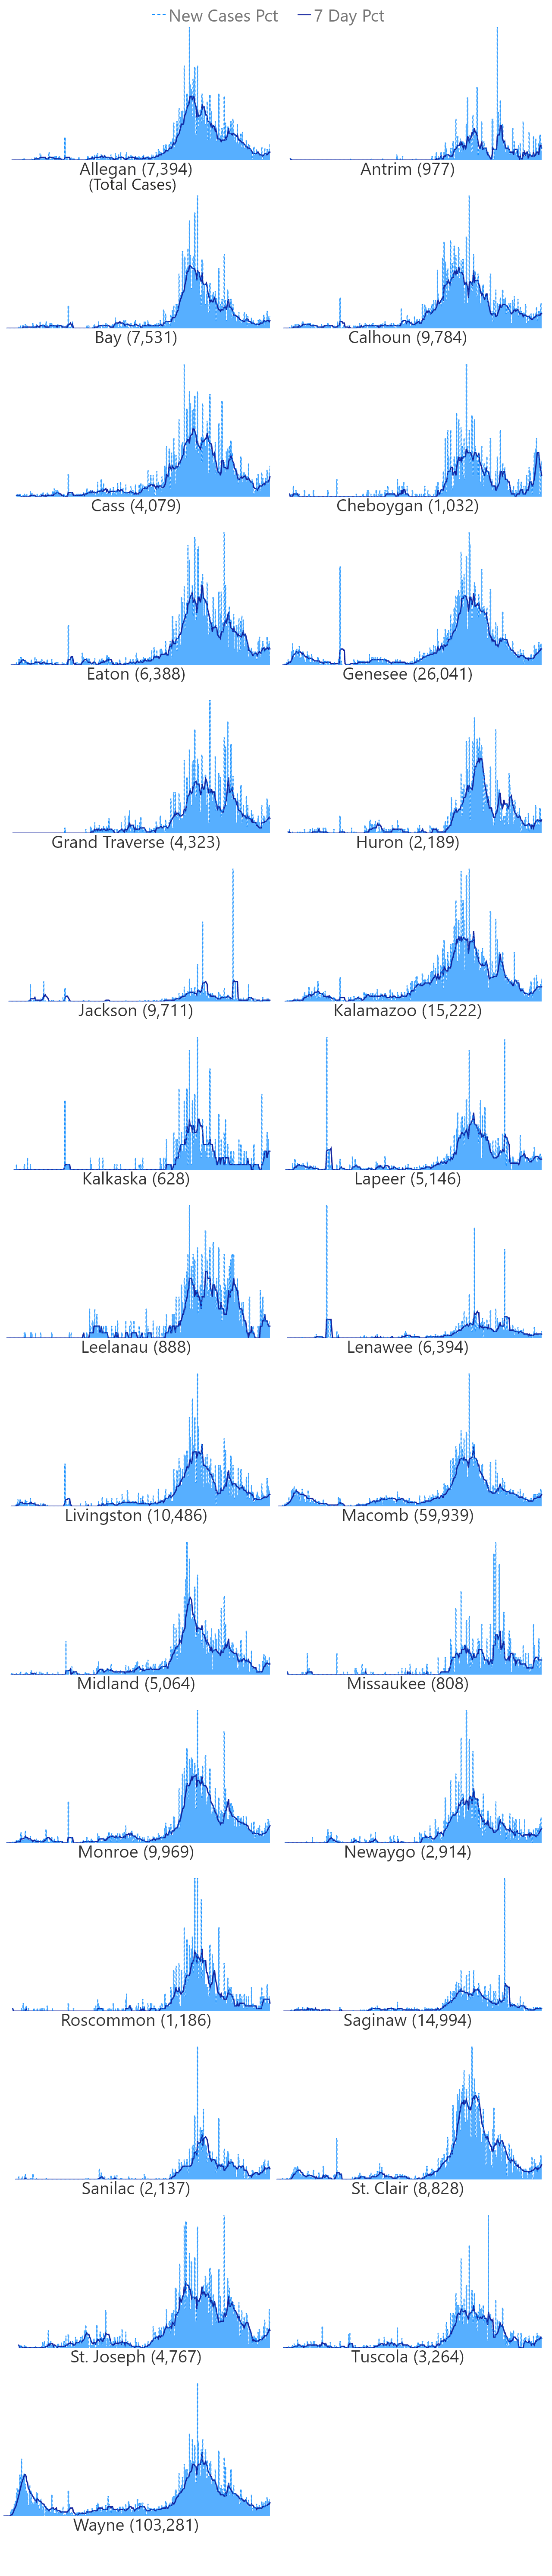 New Cases Pct 7 Day Pct
Allegan (7,394) Antrim (977)
(Total Cases)
Bay (7,531) Calhoun (9,784)
Cass (4,079) Cheboygan (1,032)
Eaton (6,388) Genesee (26,041)
Grand Traverse (4,323) Huron (2,189)
Jackson (9,711) Kalamazoo (15,222)
Kalkaska (628) Lapeer (5,146)
Leelanau (888) Lenawee (6,394)
Livingston (10,486) Macomb (59,939)
Midland (5,064) Missaukee (808)
Monroe (9,969) Newaygo (2,914)
Roscommon (1,186) Saginaw (14,994)
Sanilac (2,137) St. Clair (8,828)
St. Joseph (4,767) Tuscola (3,264)
Wayne (103,281)